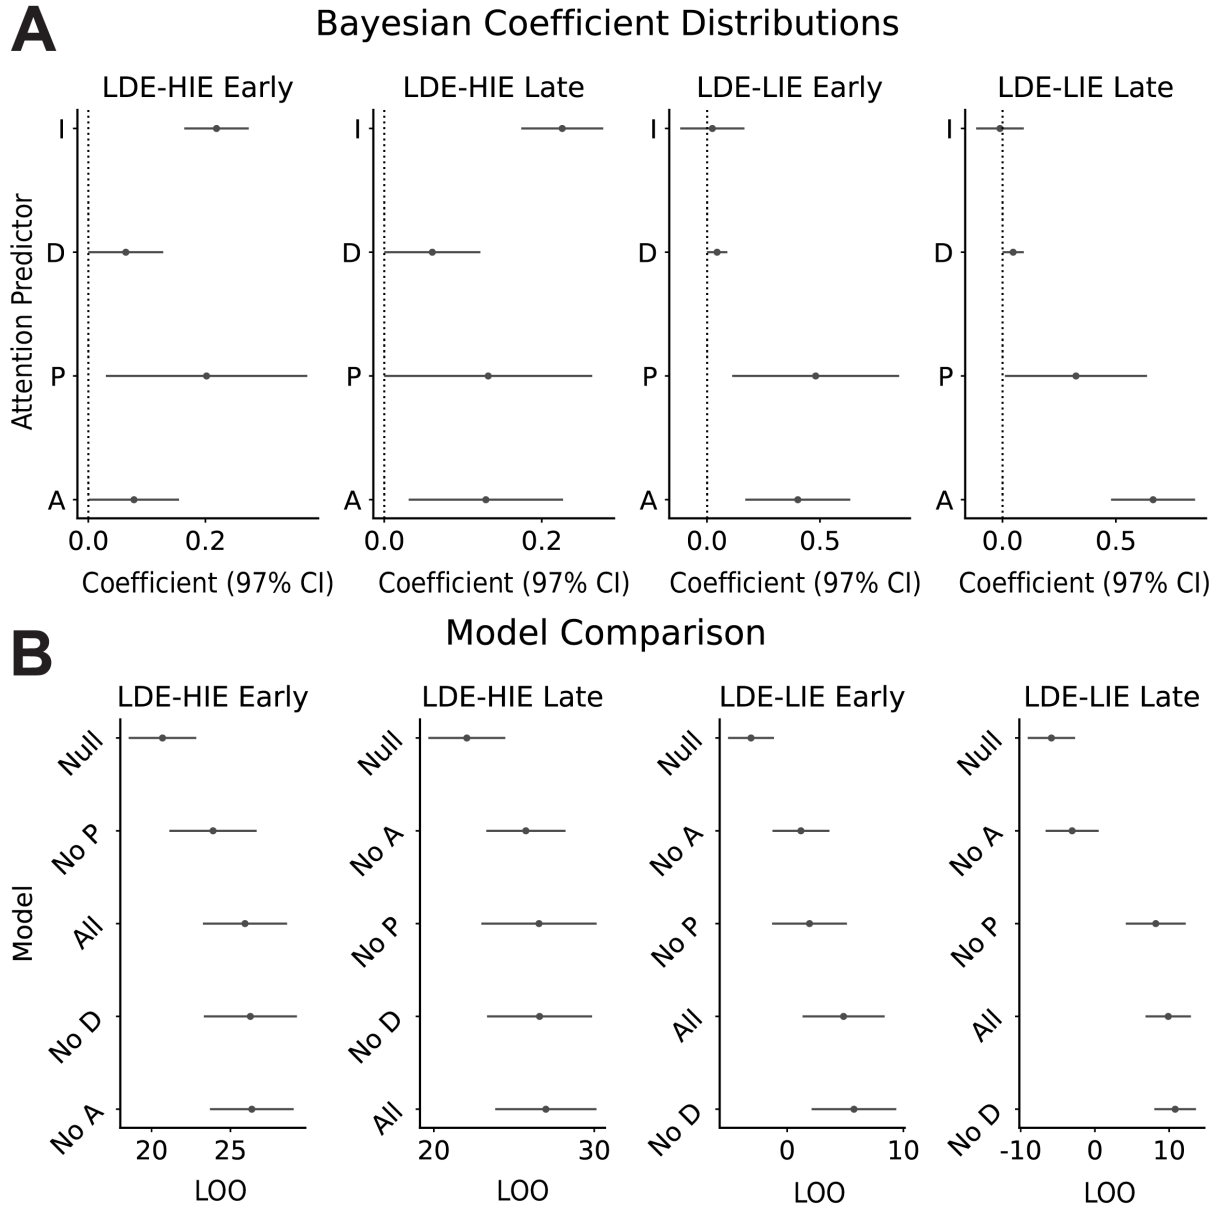 A
Bayesian Coefficient Distributions
LDE-HIE Early
LDE-HIE Late
LDE-LIE Early
LDE-LIE Late
Attention Predictor
I
D
P
A
0.0 0.2
Coefficient (97% CI)
I
D
P
A
0.0 0.2
Coefficient (97% CI)
I
D
P
A
0.0 0.5
Coefficient (97% CI)
I
D
P
A
0.0 0.5
Coefficient (97% CI)
B
Model Comparison
LDE-HIE Early
LDE-HIE Late
LDE-LIE Early
LDE-LIE Late
Model
Null
No P
All
No D
No A
20 25
LOO
Null
No A
No P
No D
All
20 30
LOO
Null
No A
No P
All
No D
0 10
LOO
Null
No A
No P
All
No D
-10 0 10
LOO